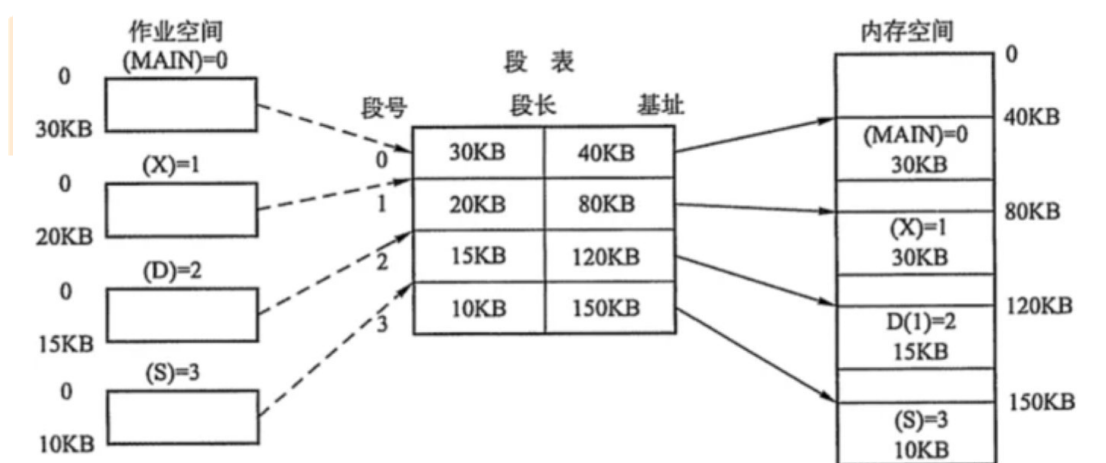 作业空间
(MAIN)=0
0
30KB
(X)=1
0
20KB
(D)=2
0
15KB
(S)=3
0
10KB
段 表
段号 段长 基址
0 30KB 40KB
1 20KB 80KB
2 15KB 120KB
3 10KB 150KB
内存空间
0
40KB
(MAIN)=0
30KB
80KB
(X)=1
30KB
120KB
D(1)=2
15KB
150KB
(S)=3
10KB